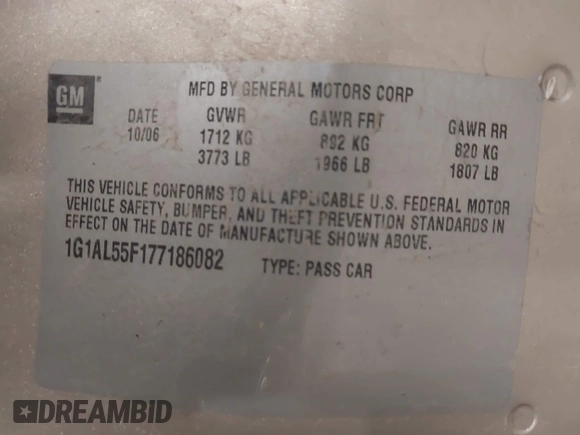 GM ®
MFD BY GENERAL MOTORS CORP
DATE GVWR GAWR FRT GAWR RR
10/06 1712 KG 892 KG 820 KG
3773 LB 1966 LB 1807 LB
THIS VEHICLE CONFORMS TO ALL APPLICABLE U.S. FEDERAL MOTOR
VEHICLE SAFETY, BUMPER, AND THEFT PREVENTION STANDARDS IN
EFFECT ON THE DATE OF MANUFACTURE SHOWN ABOVE.
1G1AL55F177186082 TYPE: PASS CAR
DREAMBID